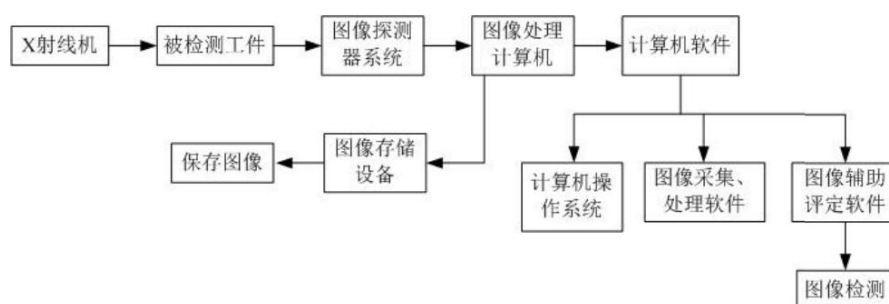 X射线机
被检测工件
图像探测
器系统
图像处理
计算机
计算机软件
保存图像
图像存储
设备
计算机操
作系统
图像采集、
处理软件
图像辅助
评定软件
图像检测